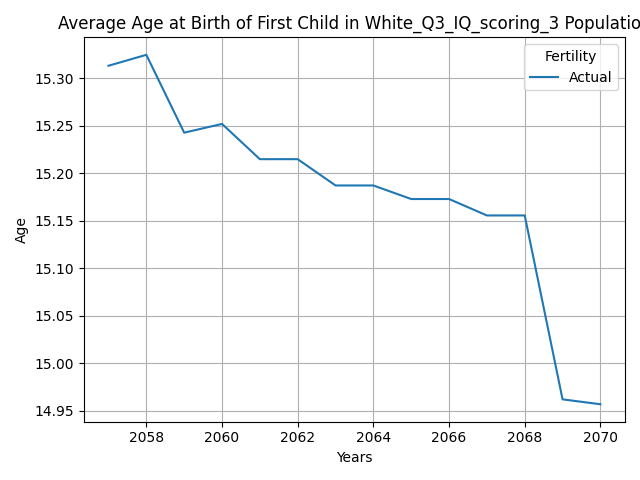 Average Age at Birth of First Child in White_Q3_IQ_scoring_3 Populatio
Fertility
Actual
15.30
15.25
15.20
15.15
15.10
15.05
15.00
14.95
Age
2058 2060 2062 2064 2066 2068 2070
Years